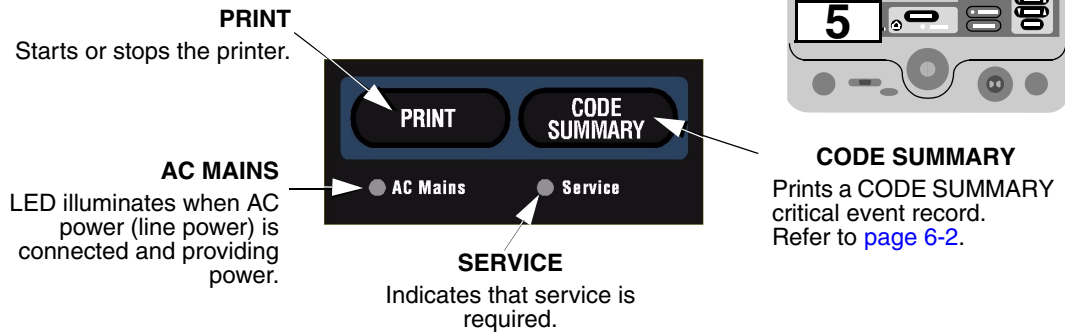 PRINT
Starts or stops the printer.
5
PRINT
CODE
SUMMARY
AC Mains
Service
AC MAINS
LED illuminates when AC
power (line power) is
connected and providing
power.
SERVICE
Indicates that service is
required.
CODE SUMMARY
Prints a CODE SUMMARY
critical event record.
Refer to page 6-2.